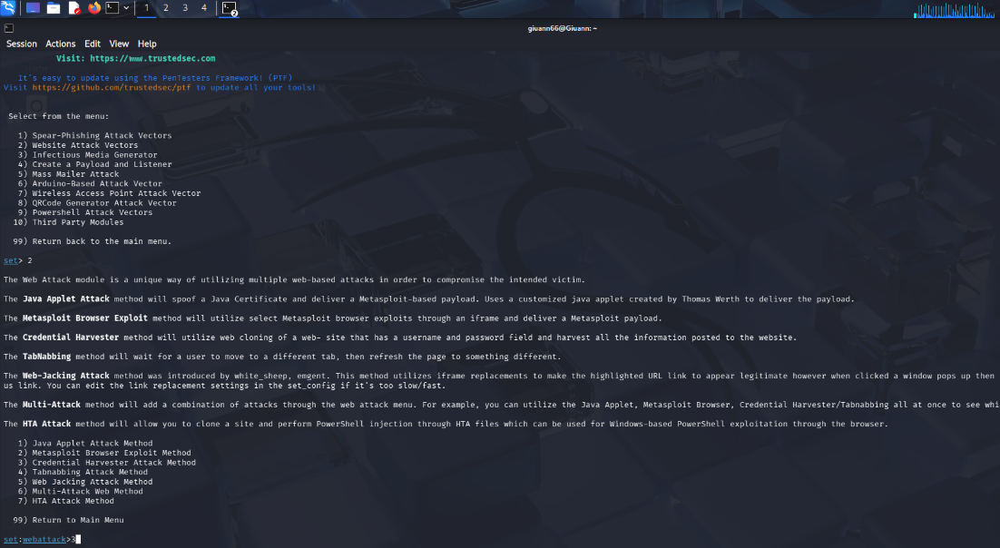 1 2 3 4 2
giuann66@Giuann: ~
Session Actions Edit View Help
Visit: https://www.trustedsec.com
It's easy to update using the PenTesters Framework! (PTF)
Visit https://github.com/trustedsec/ptf to update all your tools!
Select from the menu:
1) Spear-Phishing Attack Vectors
2) Website Attack Vectors
3) Infectious Media Generator
4) Create a Payload and Listener
5) Mass Mailer Attack
6) Arduino-Based Attack Vector
7) Wireless Access Point Attack Vector
8) QRCode Generator Attack Vector
9) Powershell Attack Vectors
10) Third Party Modules
99) Return back to the main menu.
set> 2
The Web Attack module is a unique way of utilizing multiple web-based attacks in order to compromise the intended victim.
The Java Applet Attack method will spoof a Java Certificate and deliver a Metasploit-based payload. Uses a customized java applet created by Thomas Werth to deliver the payload.
The Metasploit Browser Exploit method will utilize select Metasploit browser exploits through an iframe and deliver a Metasploit payload.
The Credential Harvester method will utilize web cloning of a web- site that has a username and password field and harvest all the information posted to the website.
The TabNabbing method will wait for a user to move to a different tab, then refresh the page to something different.
The Web-Jacking Attack method was introduced by white_sheep, emgent. This method utilizes iframe replacements to make the highlighted URL link to appear legitimate however when clicked a window pops up then
us link. You can edit the link replacement settings in the set_config if it's too slow/fast.
The Multi-Attack method will add a combination of attacks through the web attack menu. For example, you can utilize the Java Applet, Metasploit Browser, Credential Harvester/Tabnabbing all at once to see whi
The HTA Attack method will allow you to clone a site and perform PowerShell injection through HTA files which can be used for Windows-based PowerShell exploitation through the browser.
1) Java Applet Attack Method
2) Metasploit Browser Exploit Method
3) Credential Harvester Attack Method
4) Tabnabbing Attack Method
5) Web Jacking Attack Method
6) Multi-Attack Web Method
7) HTA Attack Method
99) Return to Main Menu
set:webattack>3